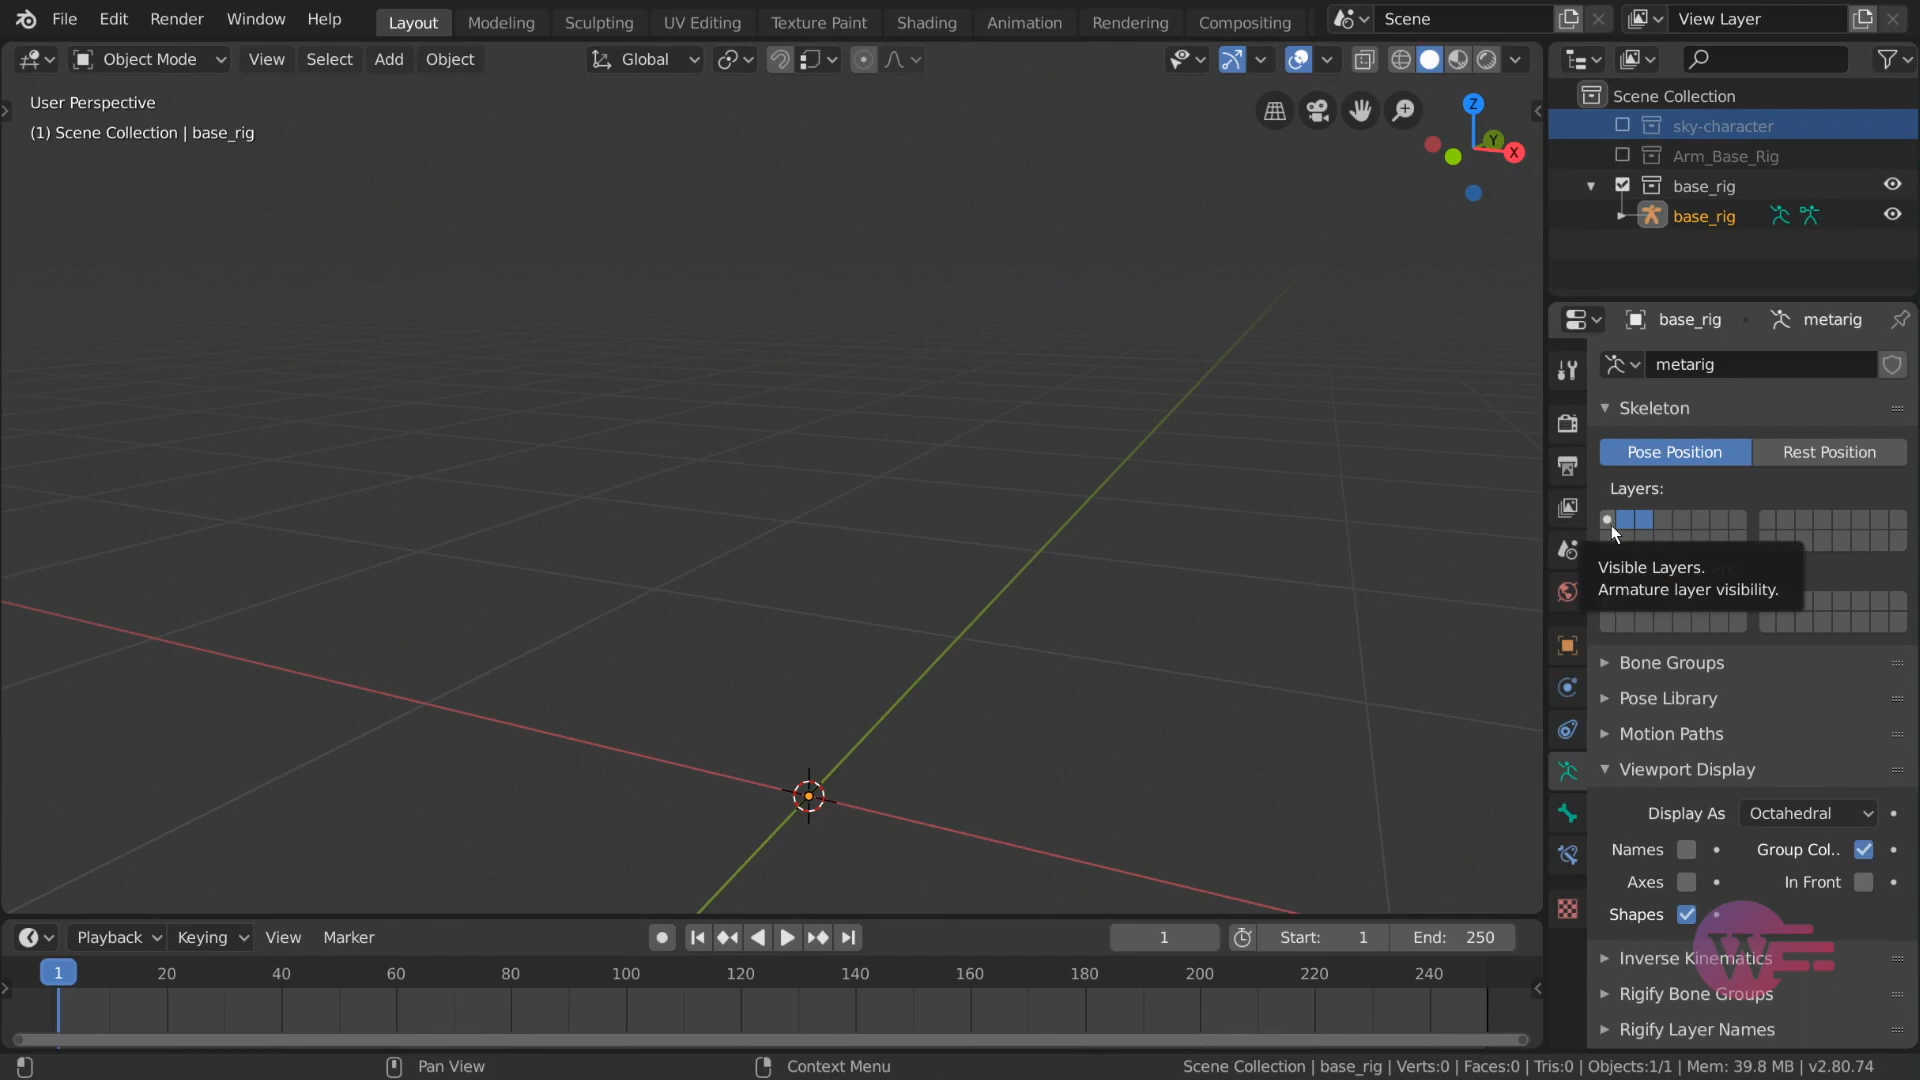 File Edit Render Window Help
Layout Modeling Sculpting UV Editing Texture Paint Shading Animation Rendering Compositing
Scene
View Layer
Object Mode View Select Add Object
Global
User Perspective
(1) Scene Collection | base_rig
Z
Y
X
Scene Collection
sky-character
Arm_Base_Rig
base_rig
base_rig
base_rig metarig
metarig
Skeleton
Pose Position Rest Position
Layers:
Visible Layers.
Armature layer visibility.
Bone Groups
Pose Library
Motion Paths
Viewport Display
Display As Octahedral
Names Group Col..
Axes In Front
Shapes
Inverse Kinematics
Rigify Bone Groups
Rigify Layer Names
Playback Keying View Marker
1 Start: 1 End: 250
1 20 40 60 80 100 120 140 160 180 200 220 240
Pan View Context Menu
Scene Collection | base_rig | Verts:0 | Faces:0 | Tris:0 | Objects:1/1 | Mem: 39.8 MB | v2.80.74